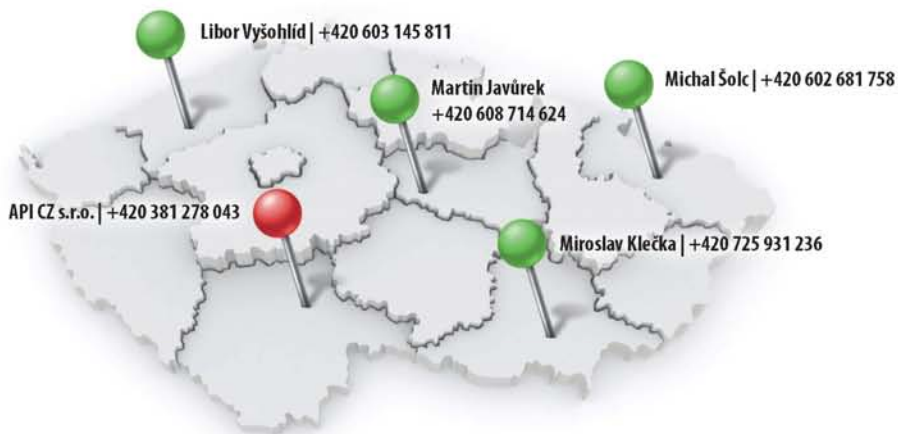 Libor Vyšohlíd | +420 603 145 811
Martin Javůrek
+420 608 714 624
Michal Šolc | +420 602 681 758
API CZ s.r.o. | +420 381 278 043
Miroslav Klečka | +420 725 931 236